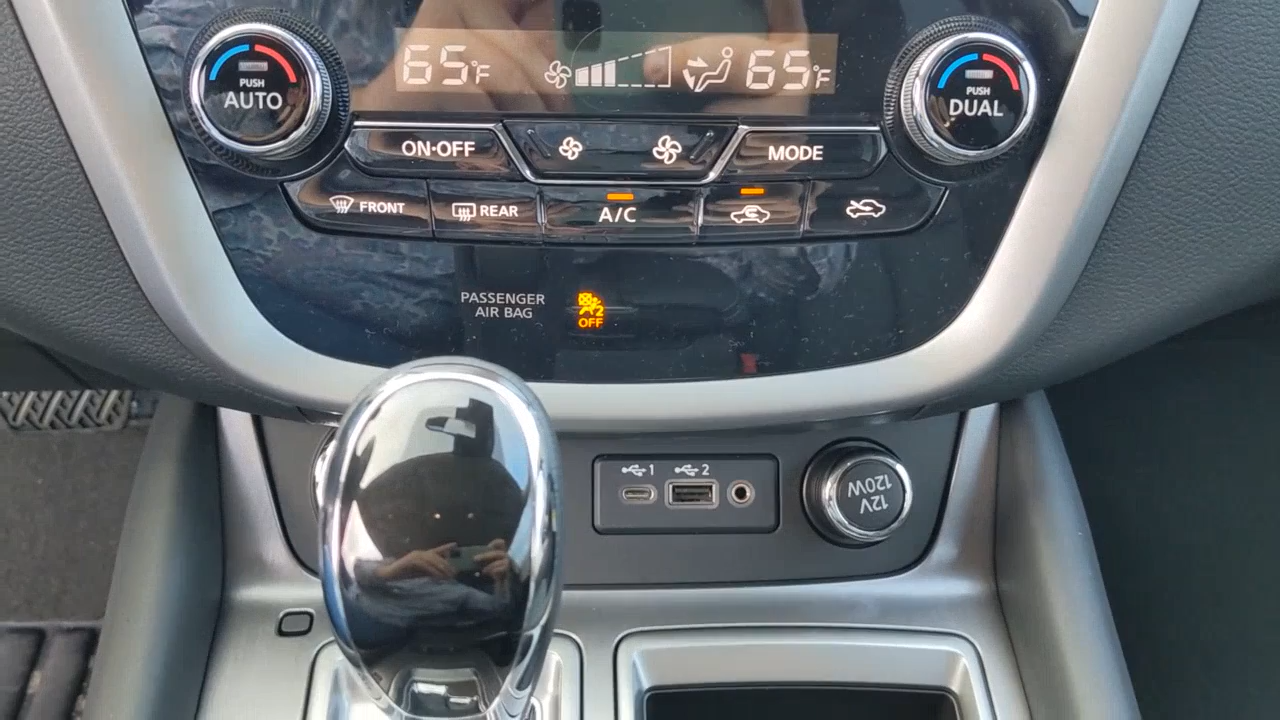 65°F
65°F
PUSH
AUTO
PUSH
DUAL
ON·OFF
MODE
FRONT
REAR
A/C
PASSENGER
AIR BAG
2
OFF
1
2
12V
120W